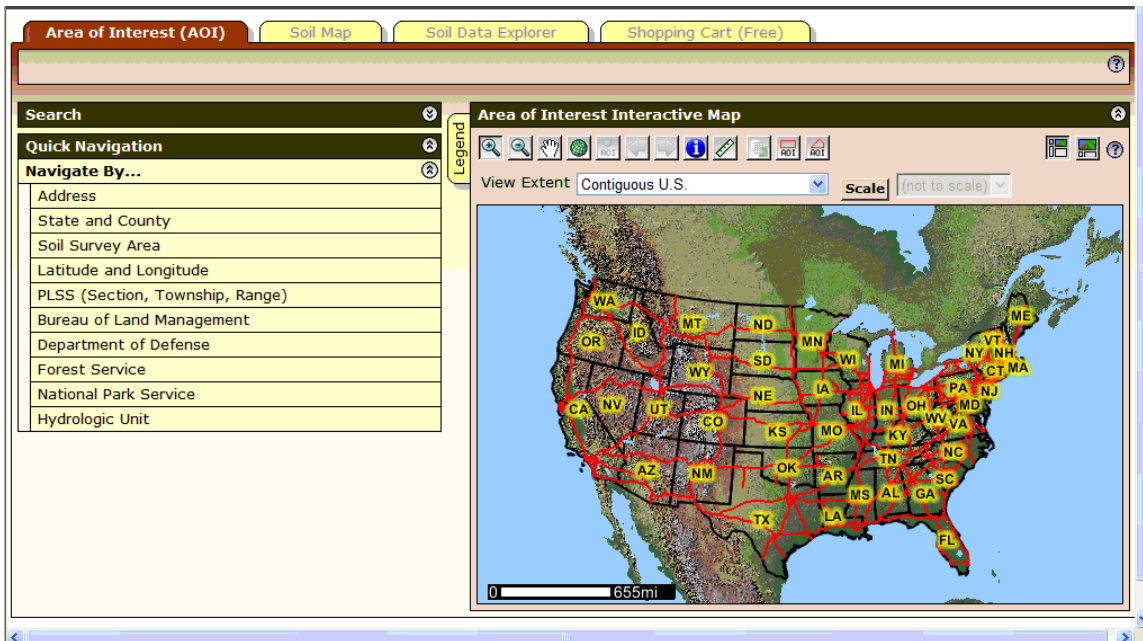 Area of Interest (AOI) Soil Map Soil Data Explorer Shopping Cart (Free)
Search
Quick Navigation
Navigate By...
Address
State and County
Soil Survey Area
Latitude and Longitude
PLSS (Section, Township, Range)
Bureau of Land Management
Department of Defense
Forest Service
National Park Service
Hydrologic Unit
Legend
Area of Interest Interactive Map
AOI AOI AOI
View Extent Contiguous U.S. Scale (not to scale)
WA MT ND MN ME
OR ID WY SD WI MI NY VT NH
CT MA
CA NV UT CO NE IA IL IN OH PA NJ
KS MO KY WV VA MD
AZ NM OK AR TN NC
SC
TX LA MS AL GA
FL
0 655mi